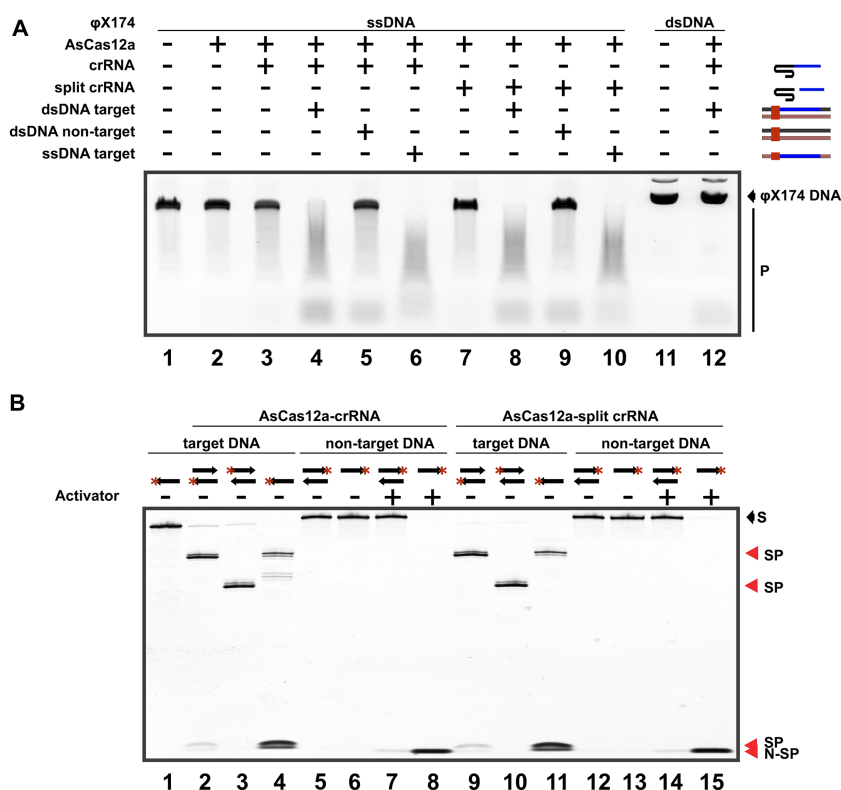 A
φX174 ssDNA dsDNA
AsCas12a - + + + + + + + + + - +
crRNA - - + + + + - - - - - +
split crRNA - - - - - - + + + + - -
dsDNA target - - - + - - - + - - - +
dsDNA non-target - - - - + - - - + - - -
ssDNA target - - - - - + - - - + - -
φX174 DNA
P
1 2 3 4 5 6 7 8 9 10 11 12
B
AsCas12a-crRNA AsCas12a-split crRNA
target DNA non-target DNA target DNA non-target DNA
* * * * * * * * * * * * * * *
Activator - - - - - - + + - - - - - + +
S
SP
SP
SP
N-SP
1 2 3 4 5 6 7 8 9 10 11 12 13 14 15